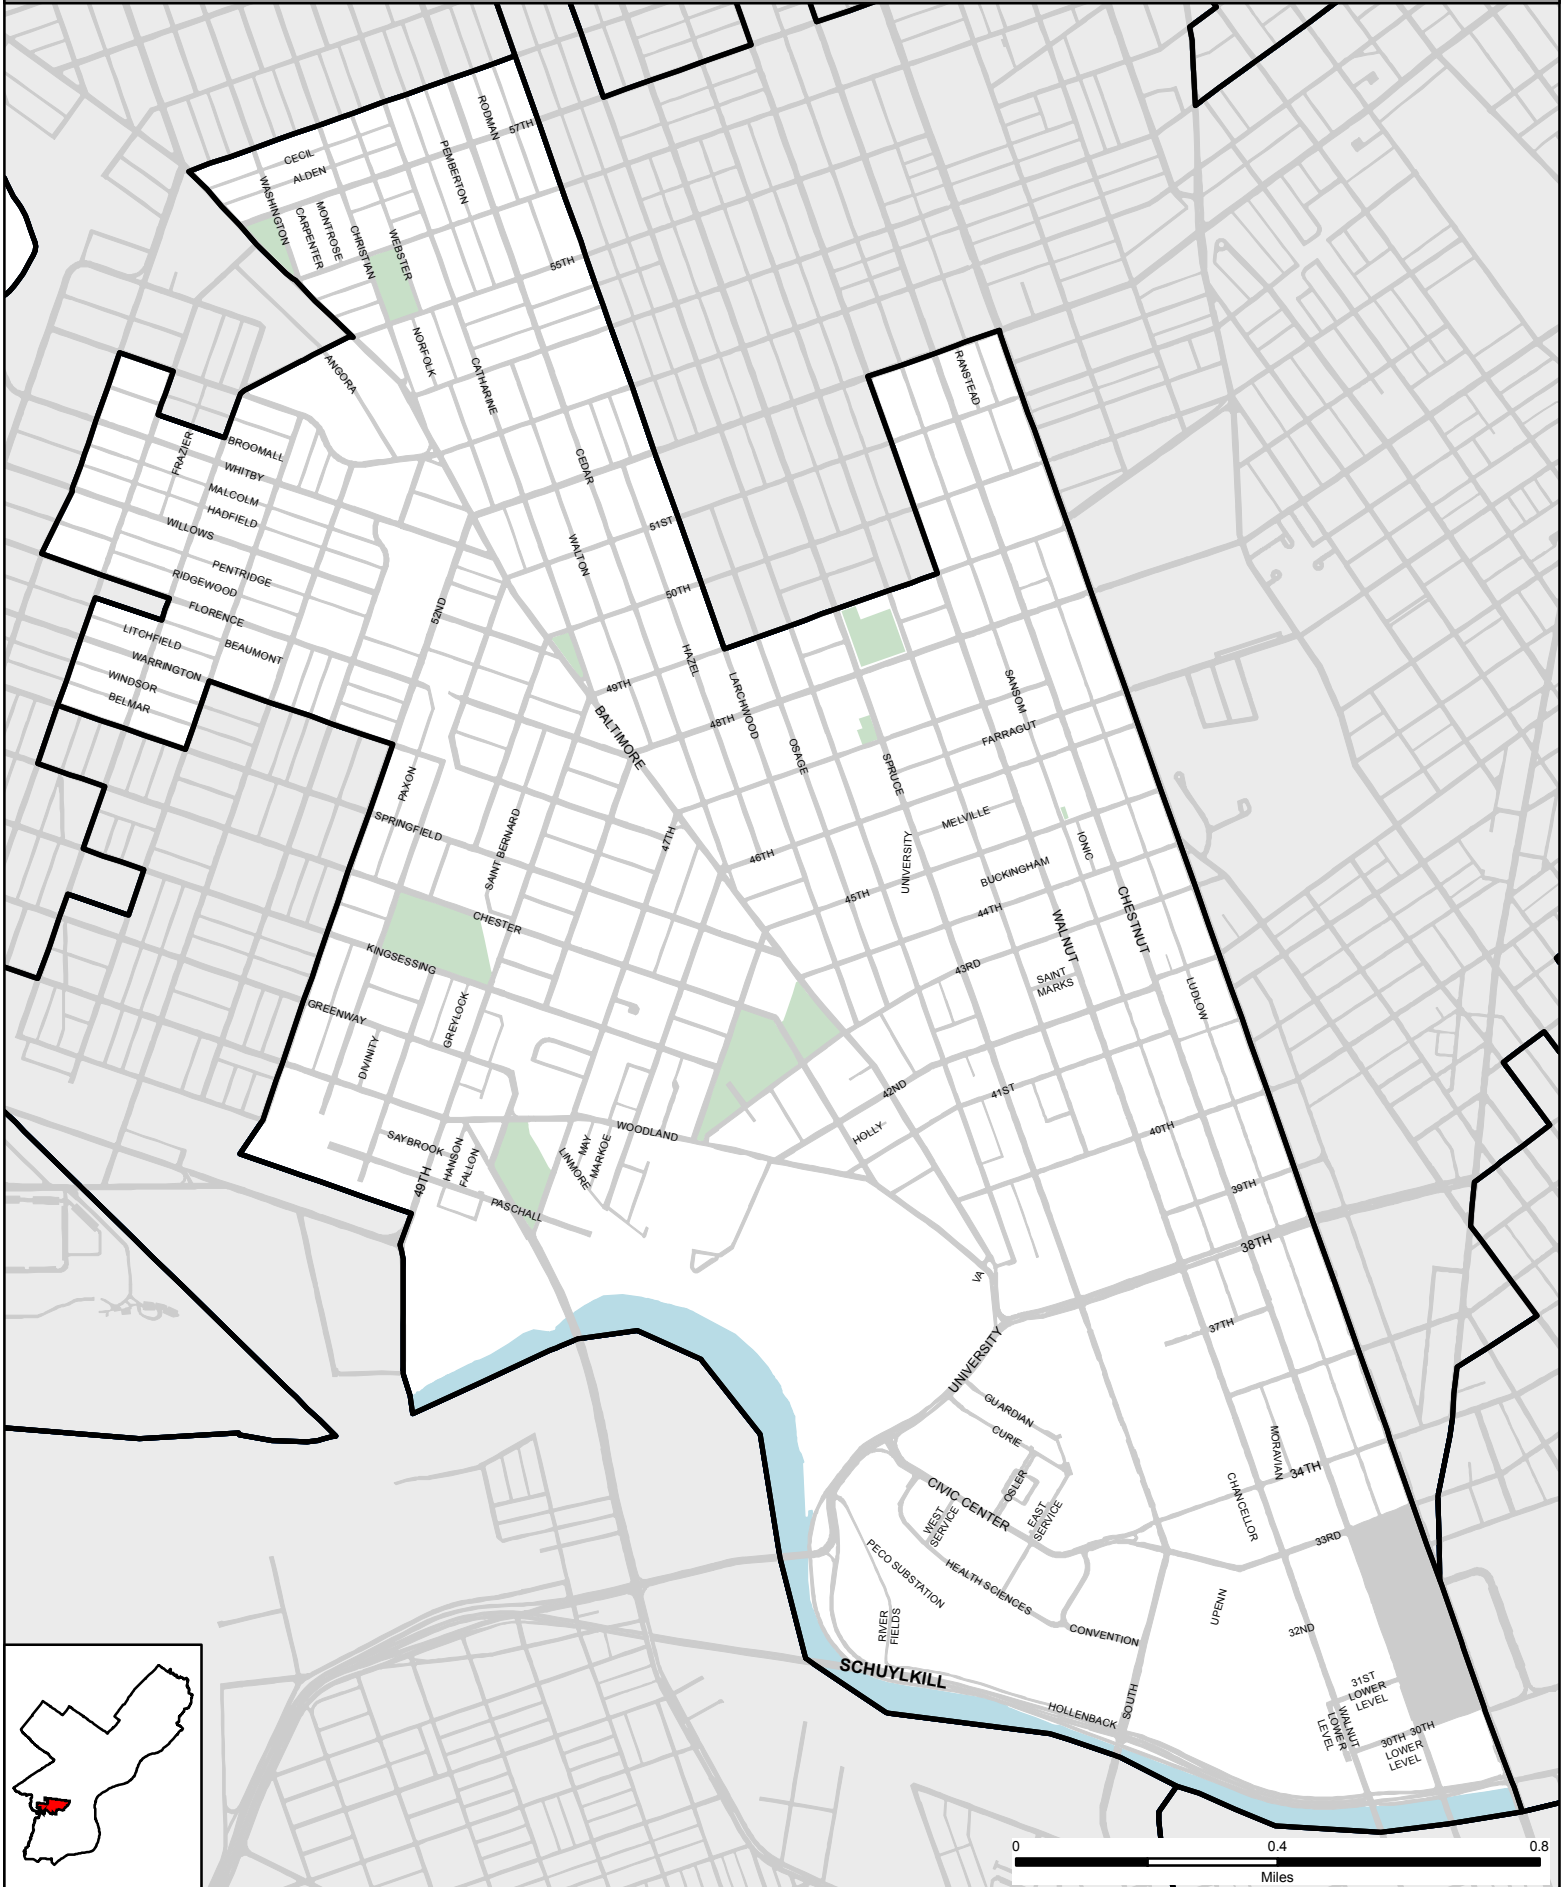 RODMAN
57TH
PEMBERTON
CECIL
ALDEN
WASHINGTON
CARPENTER
MONTROSE
CHRISTIAN
WEBSTER
55TH
NORFOLK
CATHARINE
ANGORA
RANSTEAD
FRAZIER
BROOMALL
WHITBY
MALCOLM
HADFIELD
WILLOWS
CEDAR
51ST
WALTON
PENTRIDGE
RIDGEWOOD
FLORENCE
52ND
50TH
LITCHFIELD
BEAUMONT
WARRINGTON
WINDSOR
BELMAR
HAZEL
49TH
LARCHWOOD
48TH
SANSOM
FARRAGUT
BALTIMORE
OSAGE
SPRUCE
PAXON
SPRINGFIELD
SAINT BERNARD
47TH
MELVILLE
46TH
UNIVERSITY
IONIC
BUCKINGHAM
45TH
44TH
CHESTNUT
WALNUT
CHESTER
KINGSESSING
43RD
SAINT
MARKS
LUDLOW
GREENWAY
GREYLOCK
DIVINITY
42ND
41ST
HOLLY
40TH
WOODLAND
SAYBROOK
HANSON
FALLON
49TH
LINMORE
MAY
MARKOE
PASCHALL
39TH
38TH
VA
37TH
UNIVERSITY
GUARDIAN
CURIE
MORAVIAN
34TH
CHANCELLOR
OSLER
CIVIC CENTER
WEST
SERVICE
EAST
SERVICE
33RD
PECO SUBSTATION
HEALTH SCIENCES
UPENN
RIVER
FIELDS
CONVENTION
32ND
SCHUYLKILL
HOLLENBACK
SOUTH
31ST
LOWER
LEVEL
WALNUT
LOWER
LEVEL
30TH
30TH
LOWER
LEVEL
0 0.4 0.8
Miles